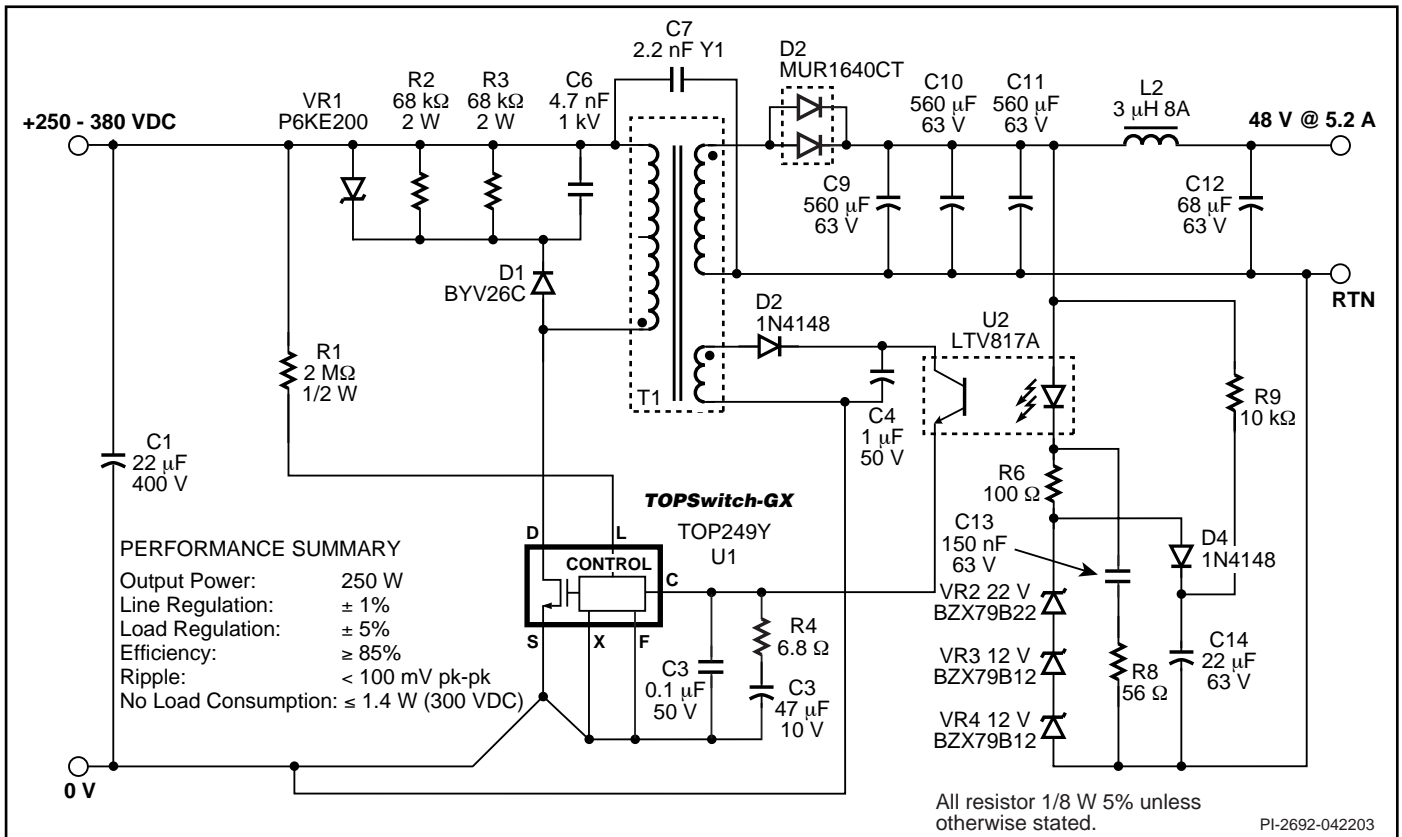 C7
2.2 nF Y1
D2
MUR1640CT
VR1
P6KE200
R2
68 kΩ
2 W
R3
68 kΩ
2 W
C6
4.7 nF
1 kV
C10
560 µF
63 V
C11
560 µF
63 V
L2
3 µH 8A
+250 - 380 VDC
48 V @ 5.2 A
C9
560 µF
63 V
C12
68 µF
63 V
D1
BYV26C
RTN
D2
1N4148
U2
LTV817A
R1
2 MΩ
1/2 W
T1
C4
1 µF
50 V
R9
10 kΩ
C1
22 µF
400 V
R6
100 Ω
TOPSwitch-GX
TOP249Y
U1
C13
150 nF
63 V
D4
1N4148
D
L
CONTROL
C
S
X
F
PERFORMANCE SUMMARY
Output Power: 250 W
Line Regulation: ± 1%
Load Regulation: ± 5%
Efficiency: ≥ 85%
Ripple: < 100 mV pk-pk
No Load Consumption: ≤ 1.4 W (300 VDC)
VR2 22 V
BZX79B22
R4
6.8 Ω
C3
0.1 µF
50 V
C3
47 µF
10 V
VR3 12 V
BZX79B12
R8
56 Ω
C14
22 µF
63 V
VR4 12 V
BZX79B12
0 V
All resistor 1/8 W 5% unless
otherwise stated.
PI-2692-042203